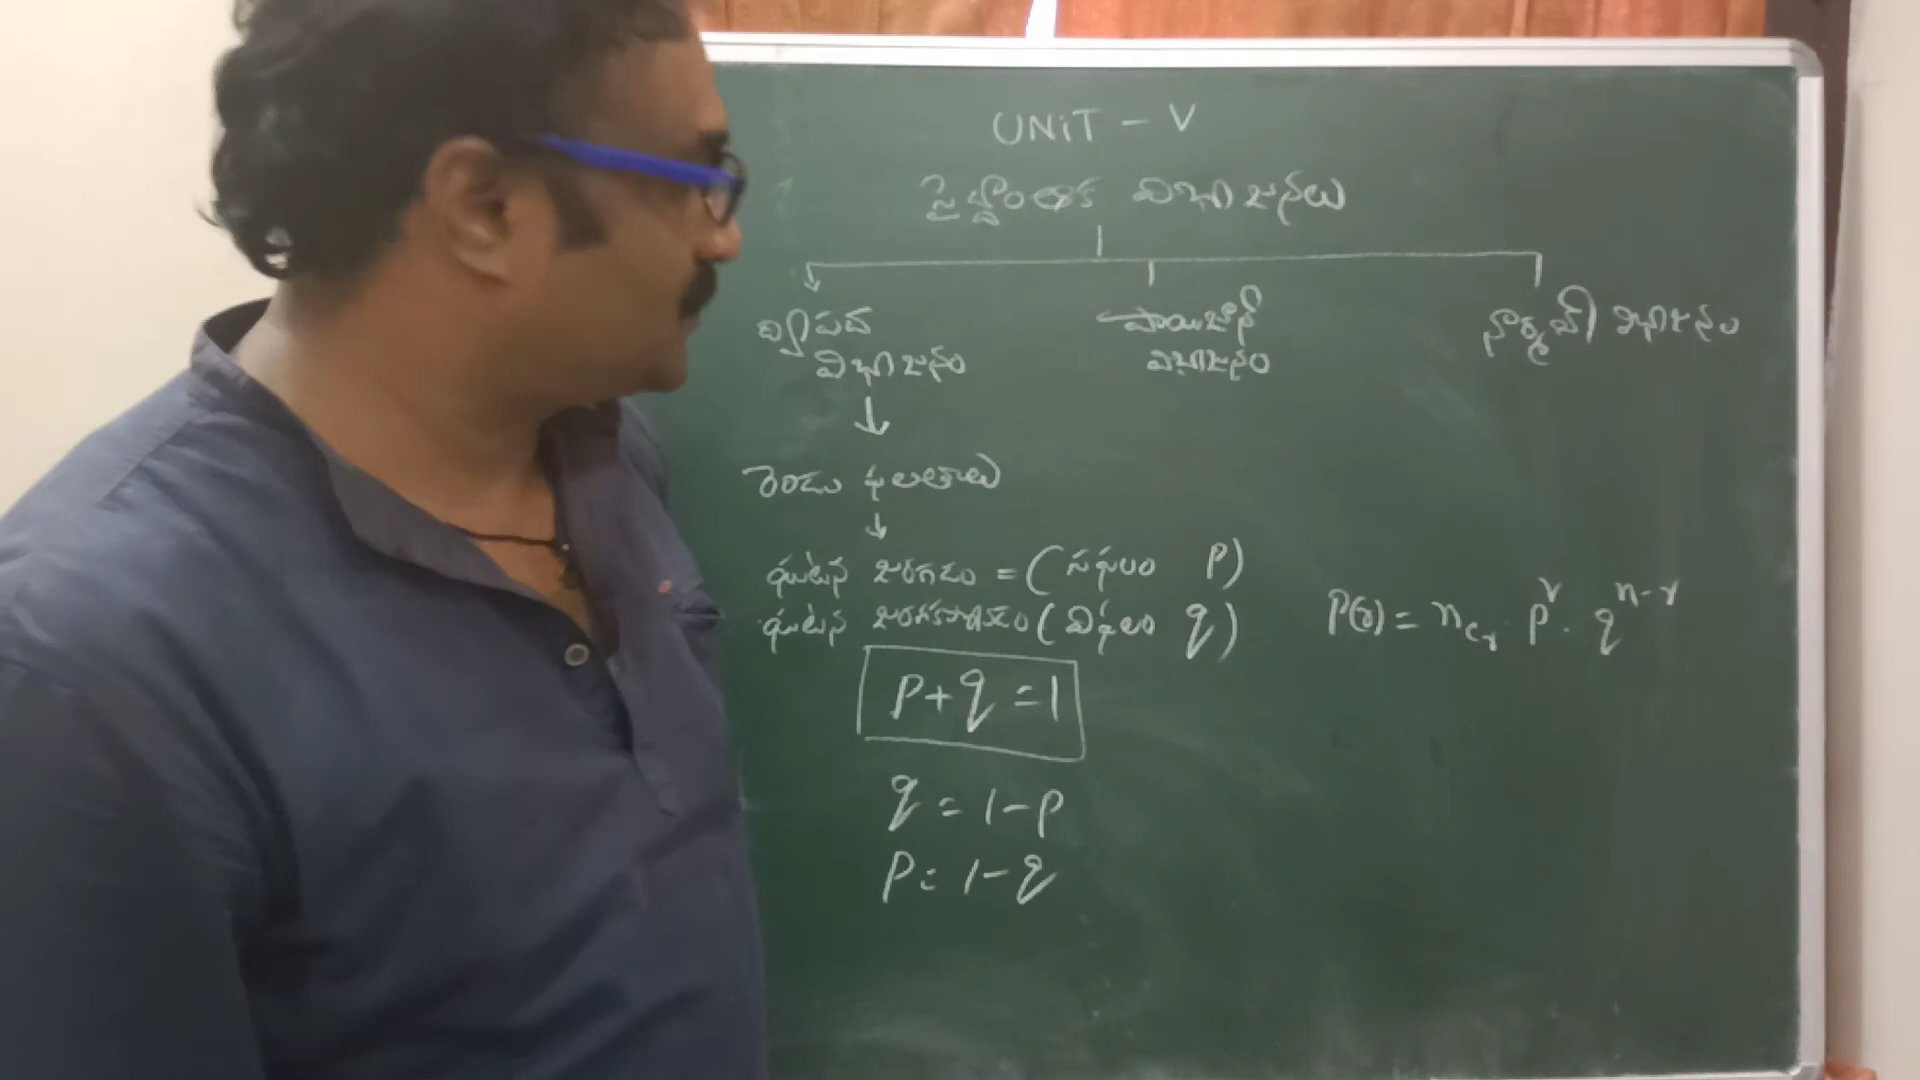 UNiT - V
సైద్ధాంతిక విభాజనలు
ద్విపద
విభాజనం
పాయిజాన్
విభాజనం
నార్మల్ విభాజనం
రెండు ఫలితాలు
ఘటన జరగడం = (సఫలం P)
ఘటన జరగకపోవడం (విఫలం q)
P(r) = nCr p^r . q^n-r
P+q = 1
q = 1-p
P = 1-q